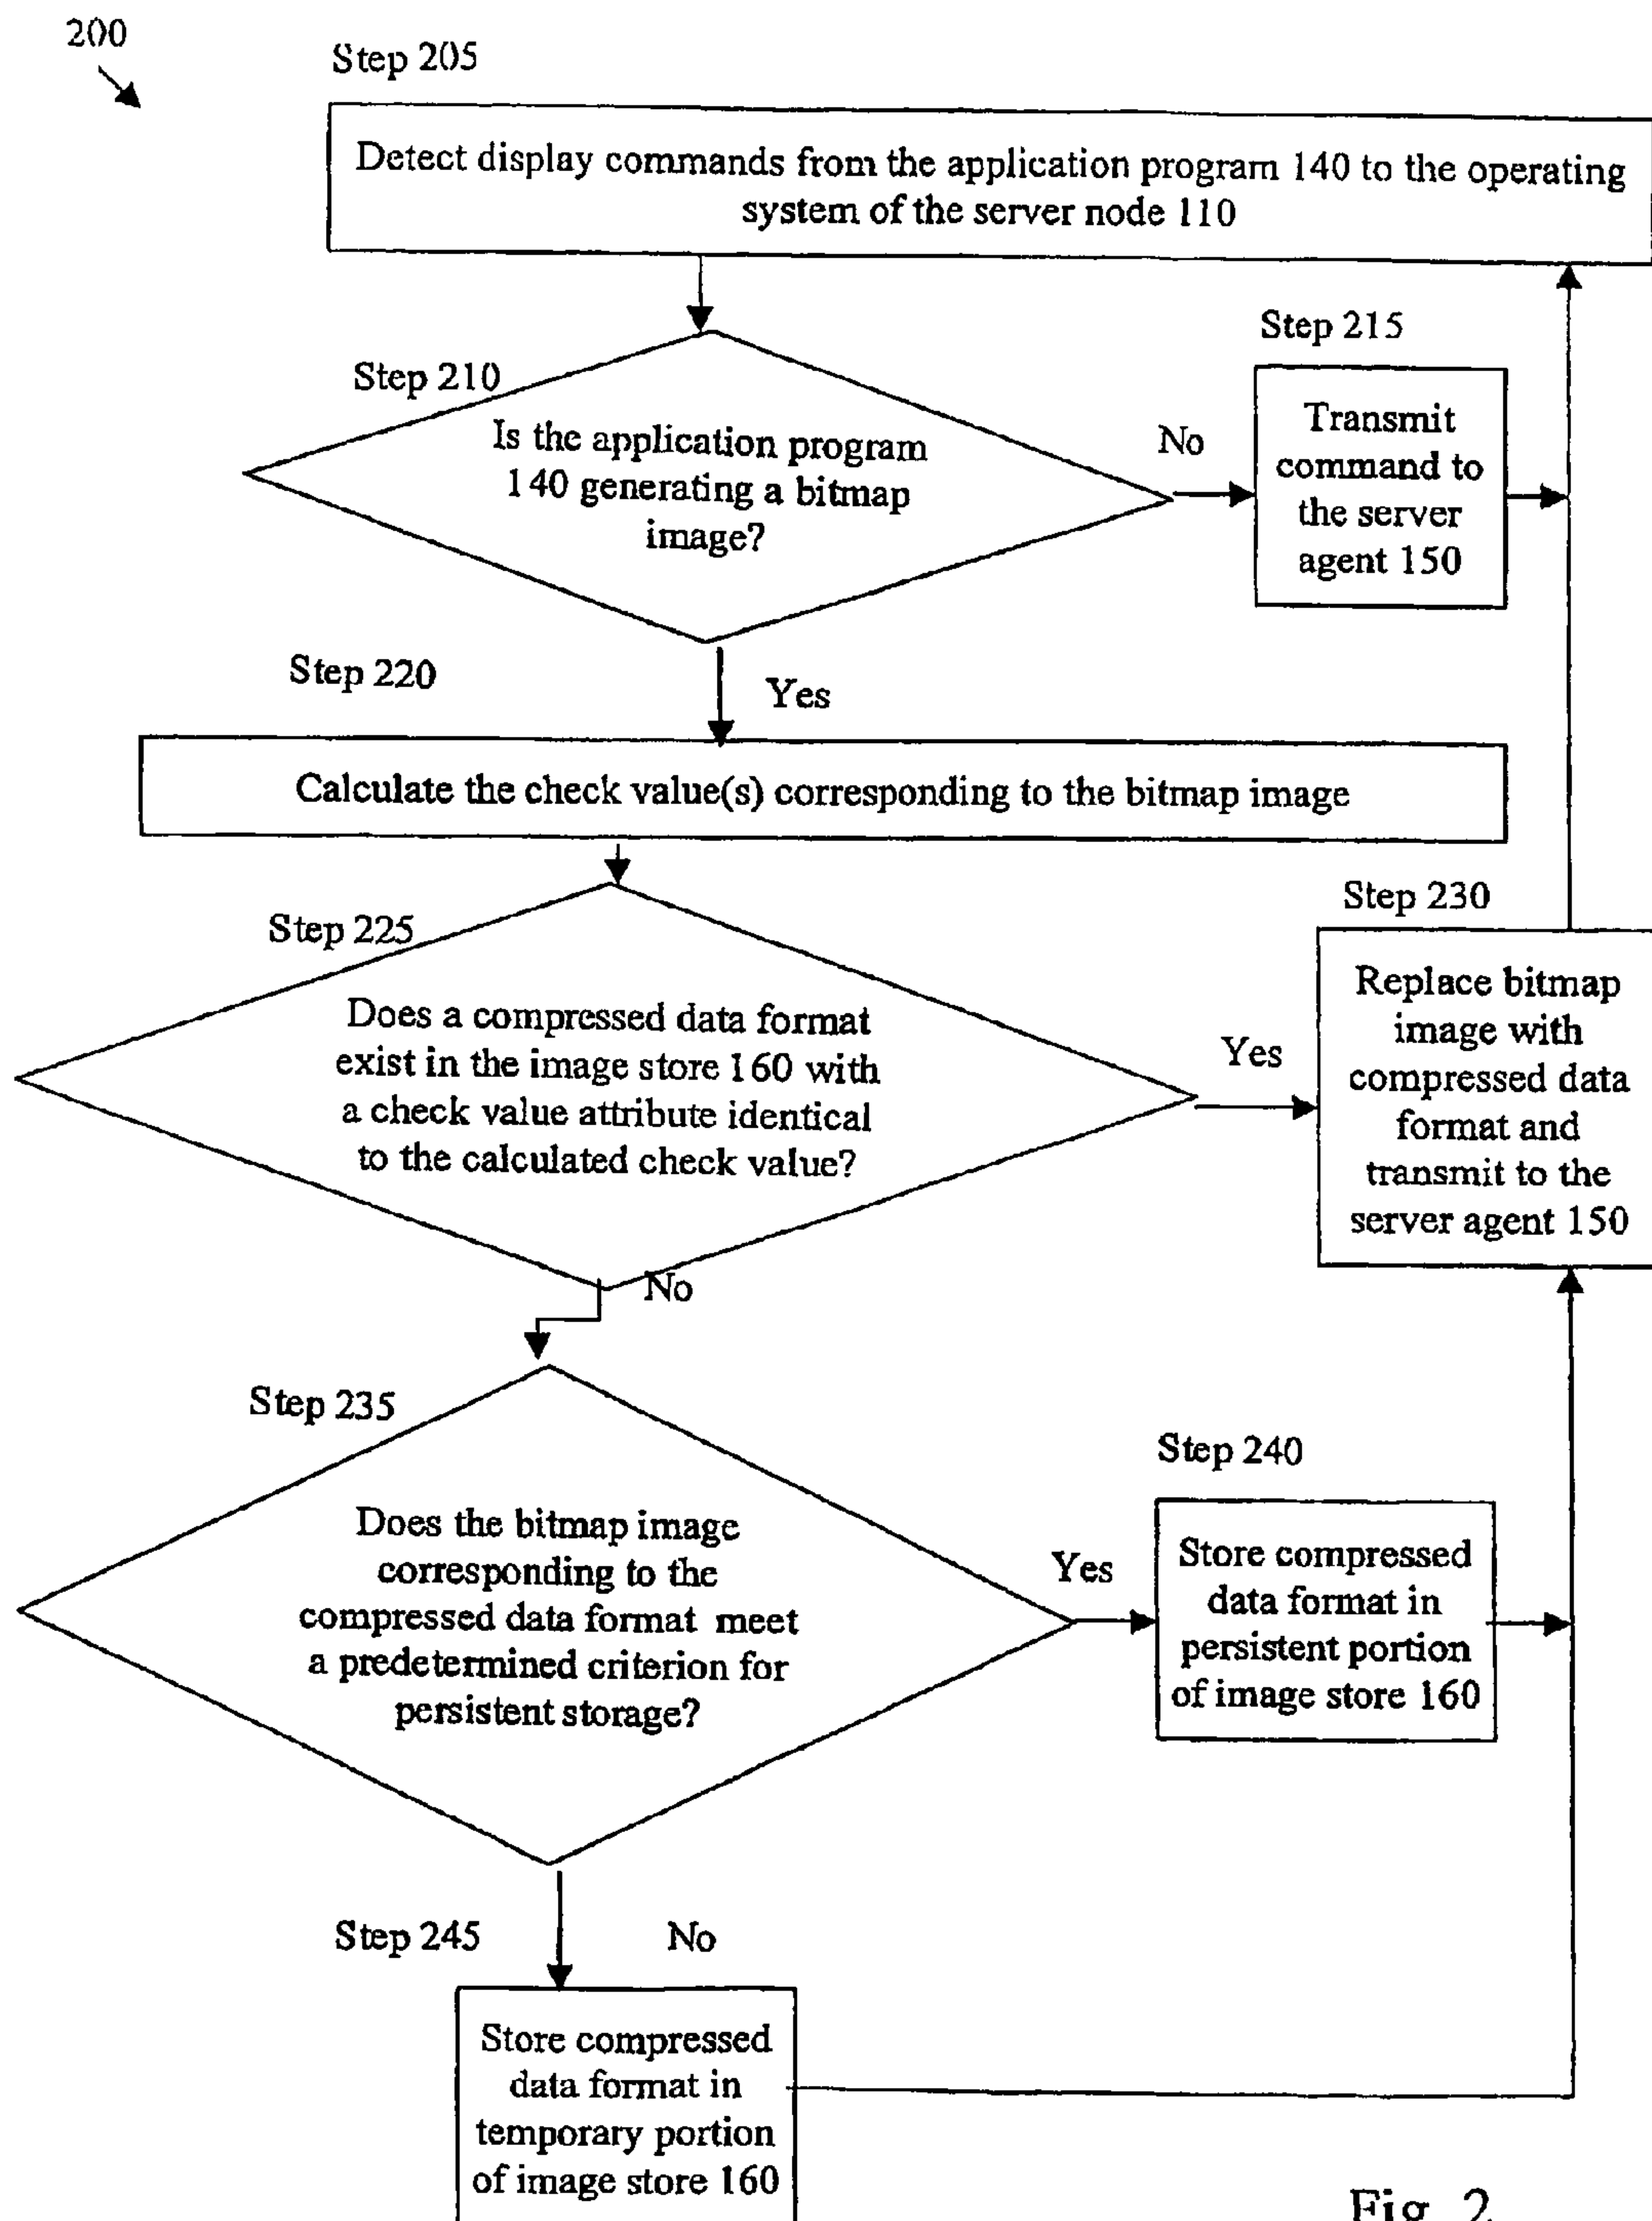 200
Step 205
Detect display commands from the application program 140 to the operating
system of the server node 110
Step 210
Is the application program
140 generating a bitmap
image?
No
Step 215
Transmit
command to
the server
agent 150
Step 220
Yes
Calculate the check value(s) corresponding to the bitmap image
Step 225
Does a compressed data format
exist in the image store 160 with
a check value attribute identical
to the calculated check value?
Yes
Step 230
Replace bitmap
image with
compressed data
format and
transmit to the
server agent 150
No
Step 235
Does the bitmap image
corresponding to the
compressed data format meet
a predetermined criterion for
persistent storage?
Yes
Step 240
Store compressed
data format in
persistent portion
of image store 160
Step 245
No
Store compressed
data format in
temporary portion
of image store 160
Fig. 2